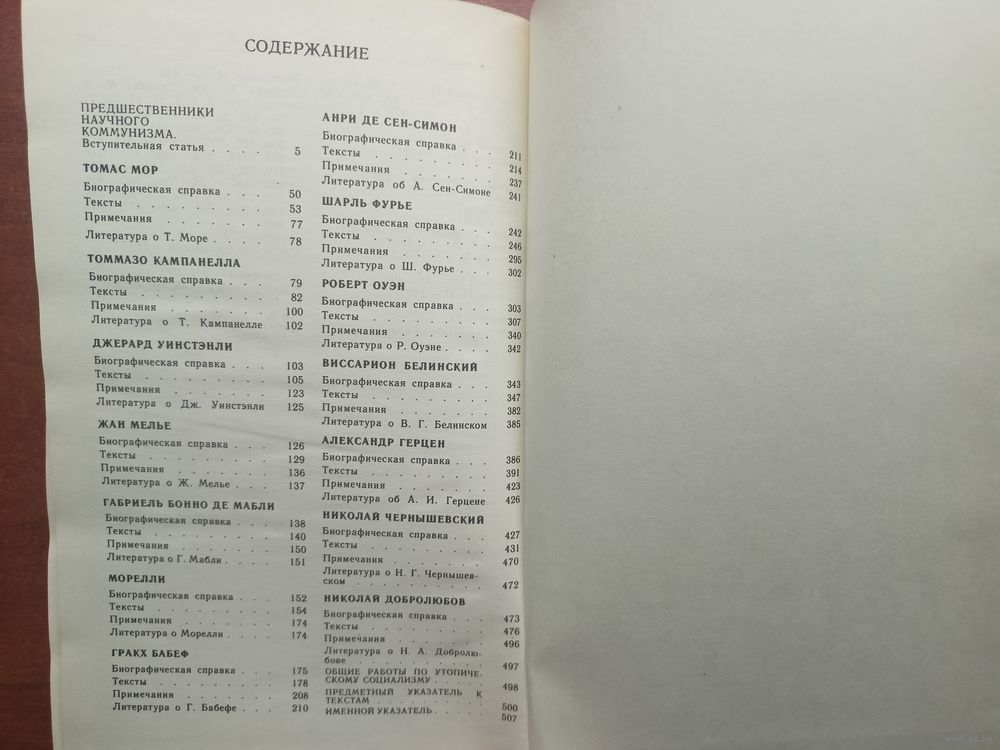 СОДЕРЖАНИЕ
ПРЕДШЕСТВЕННИКИ
НАУЧНОГО
КОММУНИЗМА.
Вступительная статья . . . . 5
ТОМАС МОР
Биографическая справка . . . 50
Тексты . . . . . . . . 53
Примечания . . . . . . 77
Литература о Т. Море . . . . 78
ТОММАЗО КАМПАНЕЛЛА
Биографическая справка . . . 79
Тексты . . . . . . . . 82
Примечания . . . . . . 100
Литература о Т. Кампанелле 102
ДЖЕРАРД УИНСТЭНЛИ
Биографическая справка . . . 103
Тексты . . . . . . . . 105
Примечания . . . . . . 123
Литература о Дж. Уинстэнли 125
ЖАН МЕЛЬЕ
Биографическая справка . . . 126
Тексты . . . . . . . . 129
Примечания . . . . . . 136
Литература о Ж. Мелье . . . 137
ГАБРИЕЛЬ БОННО ДЕ МАБЛИ
Биографическая справка . . . 138
Тексты . . . . . . . . 140
Примечания . . . . . . 150
Литература о Г. Мабли . . . . 151
МОРЕЛЛИ
Биографическая справка . . . 152
Тексты . . . . . . . . 154
Примечания . . . . . . 174
Литература о Морелли . . . . 174
ГРАКХ БАБЕФ
Биографическая справка . . . 175
Тексты . . . . . . . . 178
Примечания . . . . . . 208
Литература о Г. Бабефе . . . 210
АНРИ ДЕ СЕН-СИМОН
Биографическая справка . . . 211
Тексты . . . . . . . . 214
Примечания . . . . . . 237
Литература об А. Сен-Симоне 241
ШАРЛЬ ФУРЬЕ
Биографическая справка . . . 242
Тексты . . . . . . . . 246
Примечания . . . . . . 295
Литература о Ш. Фурье . . . 302
РОБЕРТ ОУЭН
Биографическая справка . . . 303
Тексты . . . . . . . . 307
Примечания . . . . . . 340
Литература о Р. Оуэне . . . . 342
ВИССАРИОН БЕЛИНСКИЙ
Биографическая справка . . . 343
Тексты . . . . . . . . 347
Примечания . . . . . . 382
Литература о В. Г. Белинском 385
АЛЕКСАНДР ГЕРЦЕН
Биографическая справка . . . 386
Тексты . . . . . . . . 391
Примечания . . . . . . 423
Литература об А. И. Герцене 426
НИКОЛАЙ ЧЕРНЫШЕВСКИЙ
Биографическая справка . . . 427
Тексты . . . . . . . . 431
Примечания . . . . . . 470
Литература о Н. Г. Чернышев-
ском . . . . . . . . . 472
НИКОЛАЙ ДОБРОЛЮБОВ
Биографическая справка . . . 473
Тексты . . . . . . . . 476
Примечания . . . . . . 496
Литература о Н. А. Добролю-
бове . . . . . . . . . 497
ОБЩИЕ РАБОТЫ ПО УТОПИЧЕ-
СКОМУ СОЦИАЛИЗМУ . . . . 498
ПРЕДМЕТНЫЙ УКАЗАТЕЛЬ К
ТЕКСТАМ . . . . . . . . 500
ИМЕННОЙ УКАЗАТЕЛЬ . . . . 507